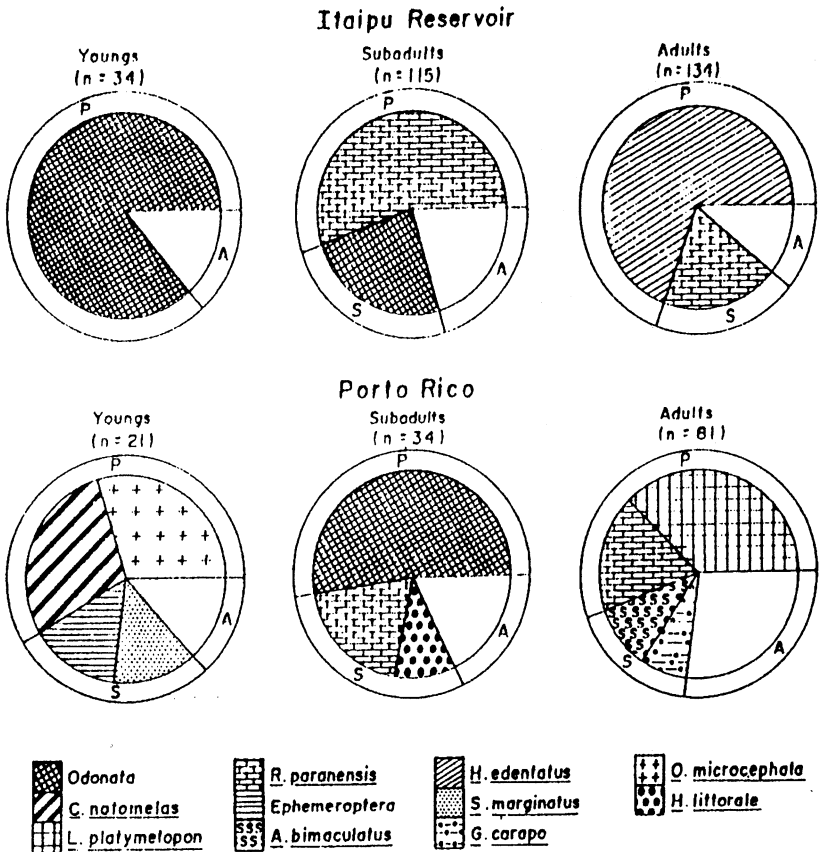 Itaipu Reservoir
Youngs
(n = 34)
Subadults
(n = 115)
Adults
(n = 134)
P
A
P
A
S
P
A
S
Porto Rico
Youngs
(n = 21)
Subadults
(n = 34)
Adults
(n = 81)
P
A
S
P
A
S
P
A
S
Odonata
C. notomelas
L. platymetopon
R. paranensis
Ephemeroptera
A. bimaculatus
H. edentatus
S. marginatus
G. carapo
O. microcephala
H. littorale